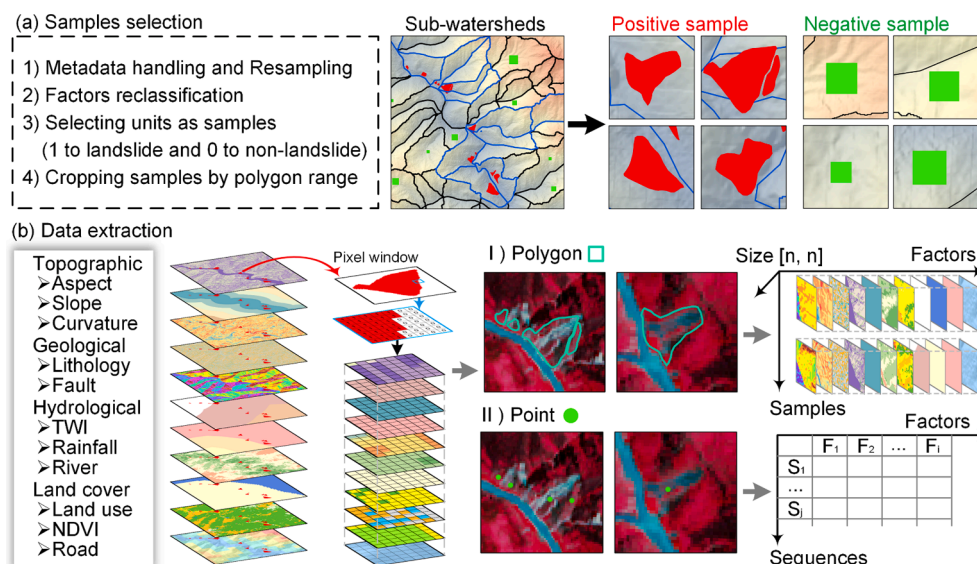 (a) Samples selection
1) Metadata handling and Resampling
2) Factors reclassification
3) Selecting units as samples
(1 to landslide and 0 to non-landslide)
4) Cropping samples by polygon range
Sub-watersheds
Positive sample
Negative sample
(b) Data extraction
Topographic
➢Aspect
➢Slope
➢Curvature
Geological
➢Lithology
➢Fault
Hydrological
➢TWI
➢Rainfall
➢River
Land cover
➢Land use
➢NDVI
➢Road
Pixel window
I ) Polygon
II ) Point
Size [n, n]
Factors
Samples
Factors
F₁ F₂ ... Fᵢ
S₁
...
Sⱼ
Sequences